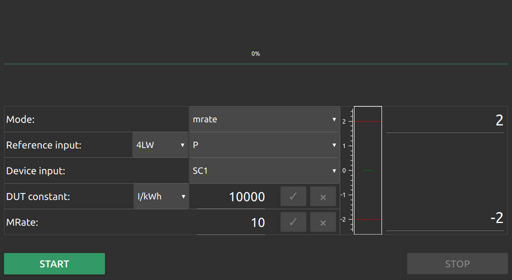 0%
Mode: mrate 2
Reference input: 4LW P
Device input: SC1
DUT constant: I/kWh 10000 ✓ ×
MRate: 10 ✓ × -2
2
1
0
-1
-2
START STOP